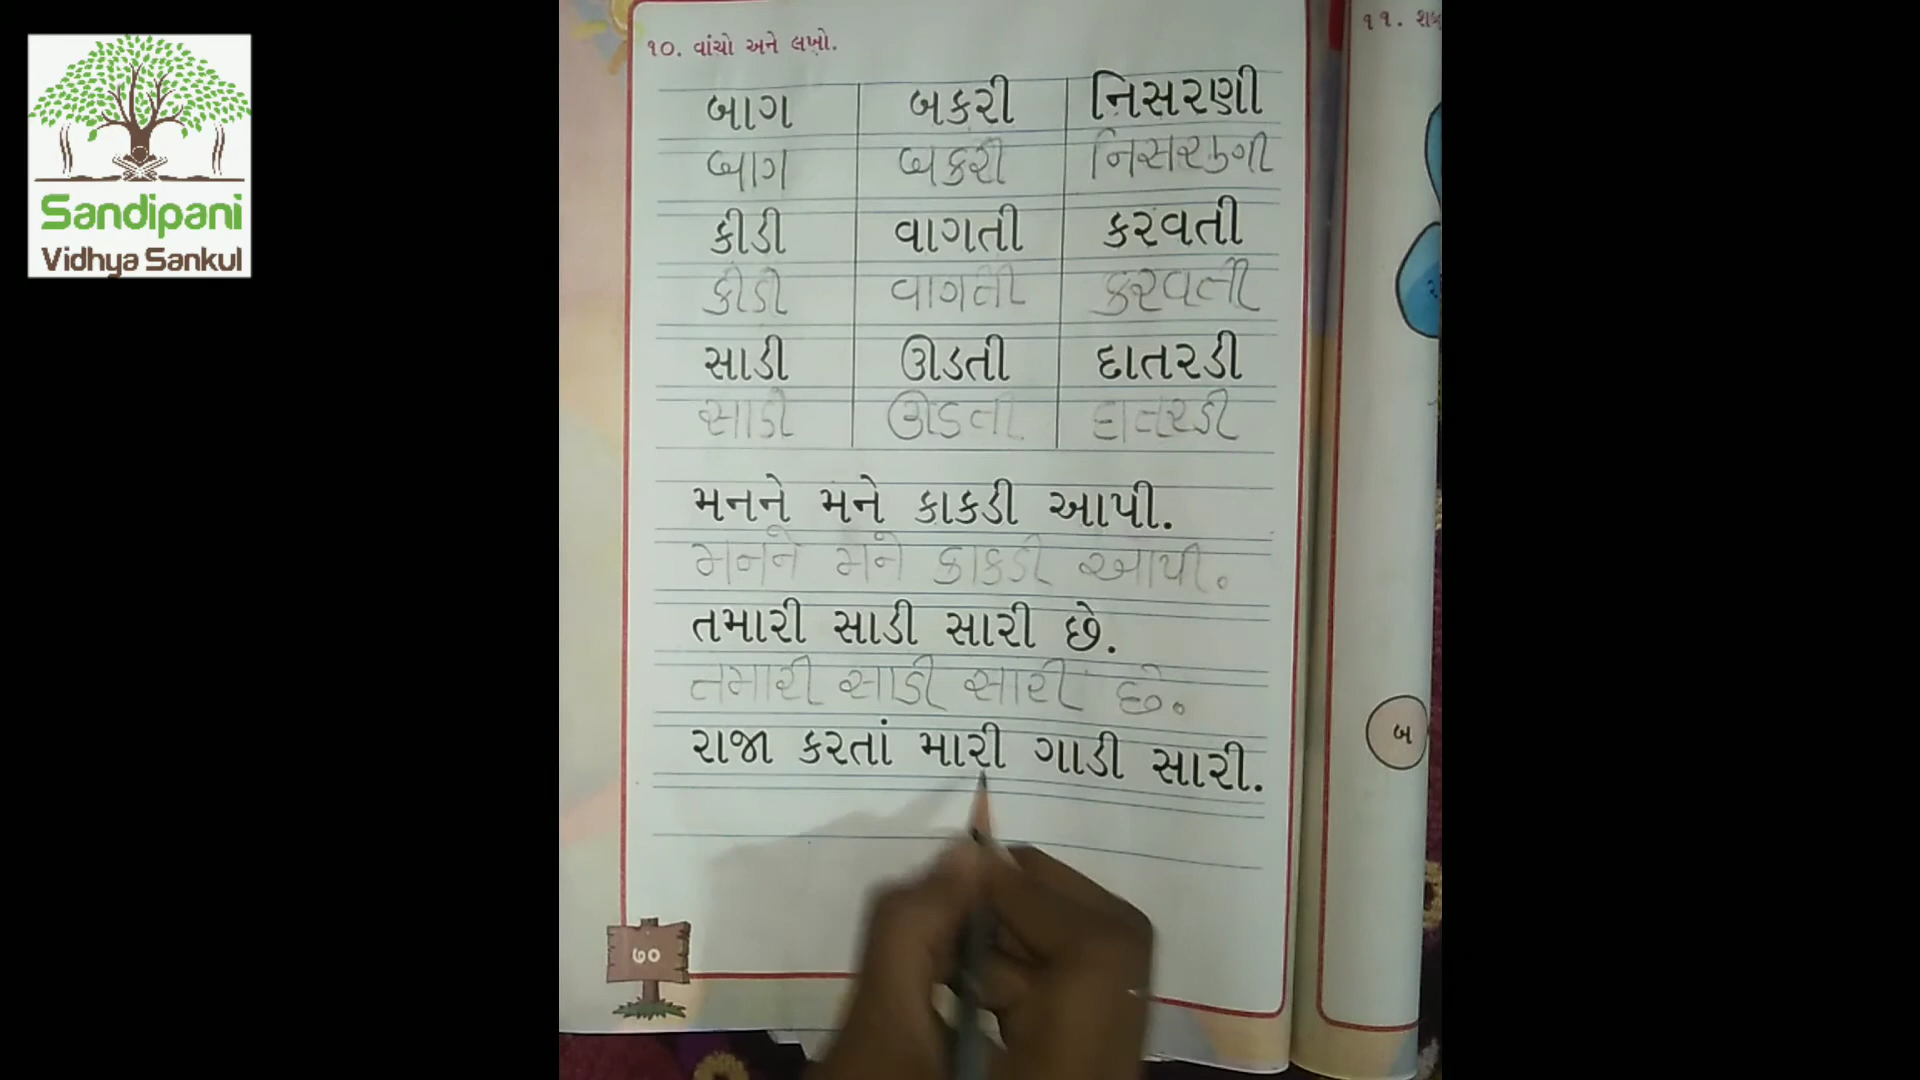 Sandipani
Vidhya Sankul
૧૦. વાંચો અને લખો.
બાગ બકરી નિસરણી
બાગ બકરી નિસરણી
કીડી વાગતી કરવતી
કીડી વાગતી કરવતી
સાડી ઊડતી દાતરડી
સાડી ઊડતી દાતરડી
મનને મને કાકડી આપી.
મનને મને કાકડી આપી.
તમારી સાડી સારી છે.
તમારી સાડી સારી છે.
રાજા કરતાં મારી ગાડી સારી.
૭૦
૧૧.
બ